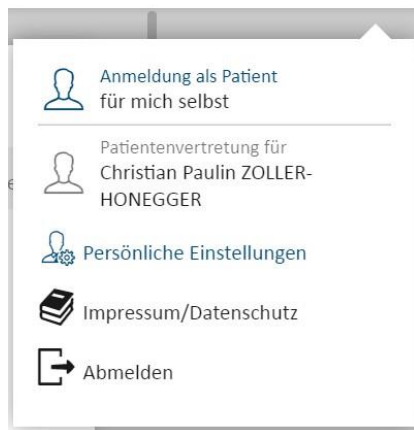 Anmeldung als Patient
für mich selbst
Patientenvertretung für
Christian Paulin ZOLLER-
HONEGGER
Persönliche Einstellungen
Impressum/Datenschutz
Abmelden